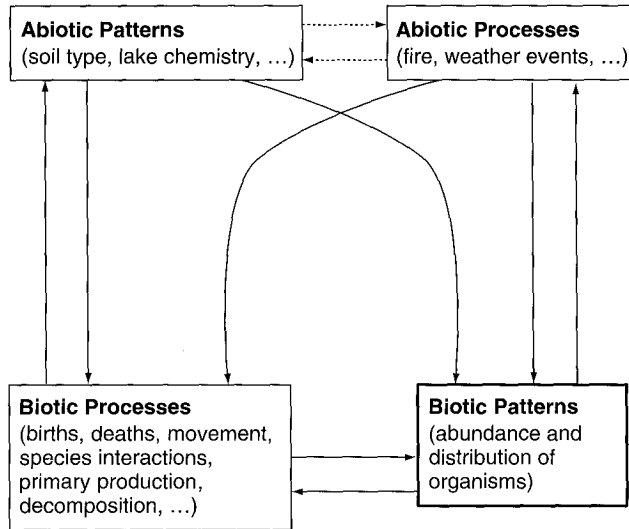 Abiotic Patterns
(soil type, lake chemistry, ...)
Abiotic Processes
(fire, weather events, ...)
Biotic Processes
(births, deaths, movement,
species interactions,
primary production,
decomposition, ...)
Biotic Patterns
(abundance and
distribution of
organisms)